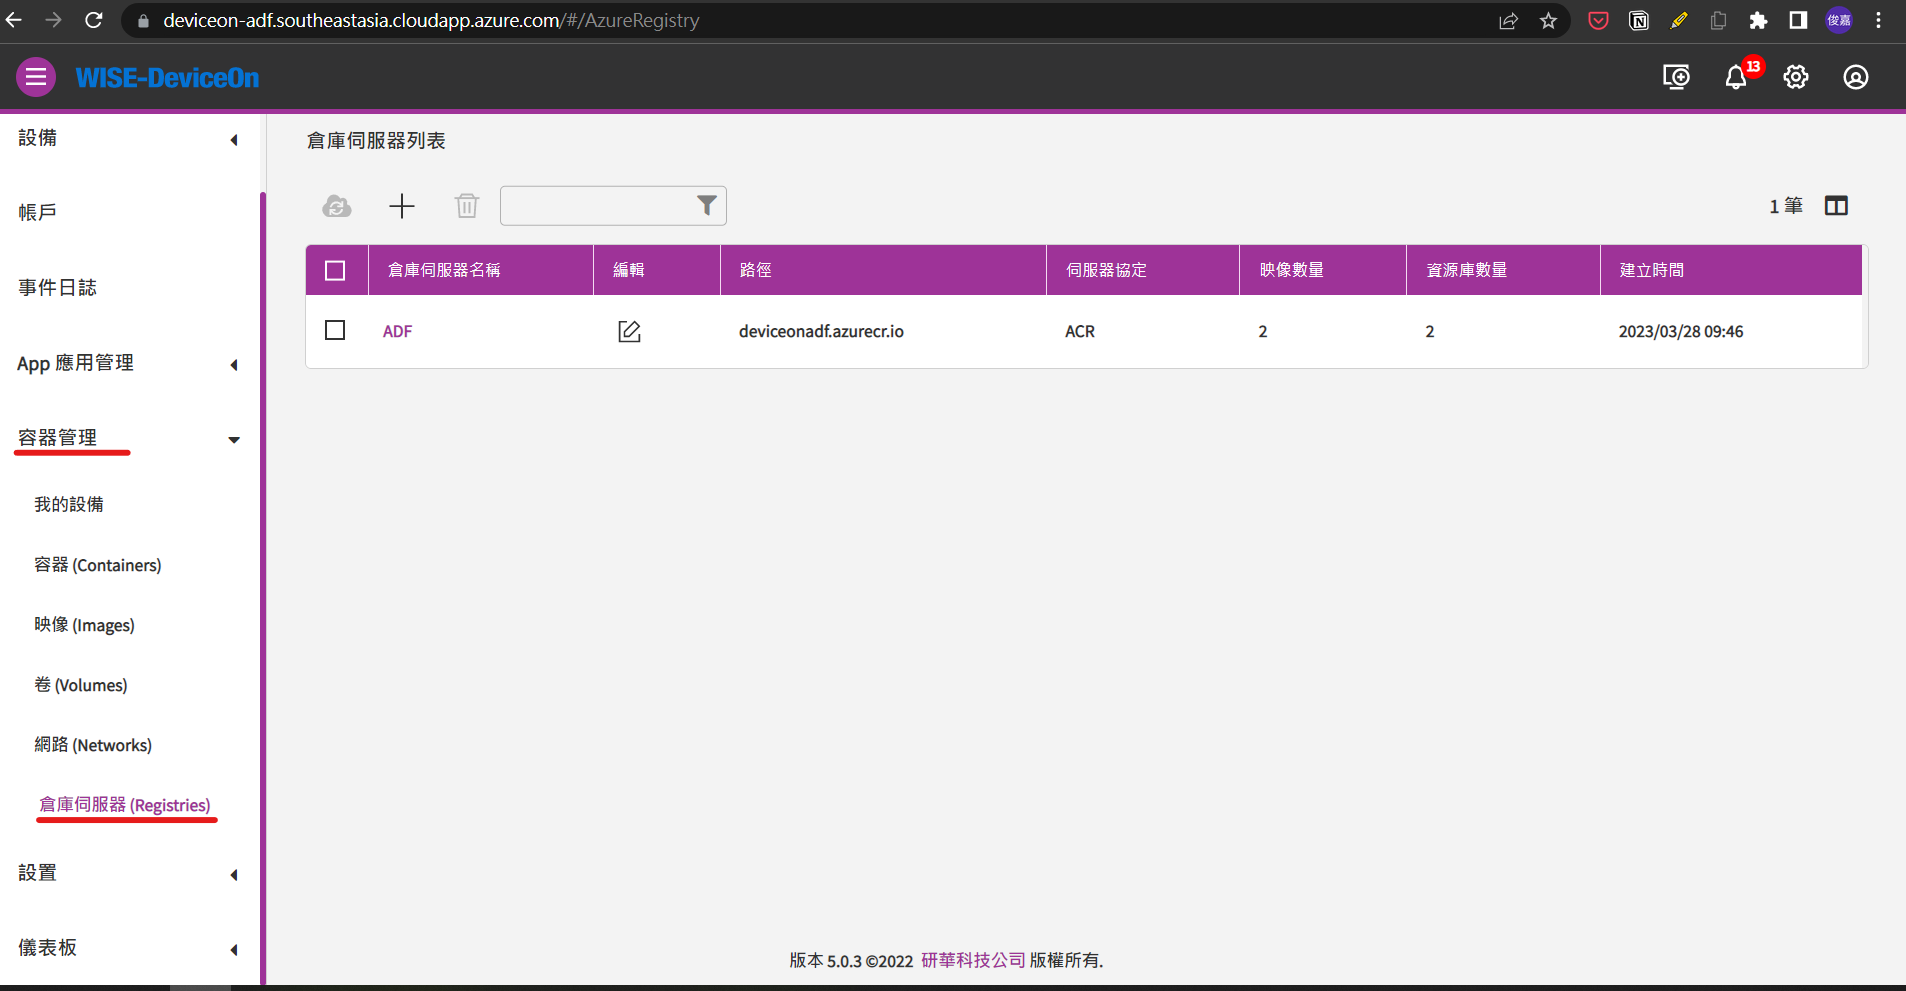 deviceon-adf.southeastasia.cloudapp.azure.com/#/AzureRegistry
俊嘉
WISE-DeviceOn
13
設備
帳戶
事件日誌
App 應用管理
容器管理
我的設備
容器 (Containers)
映像 (Images)
卷 (Volumes)
網路 (Networks)
倉庫伺服器 (Registries)
設置
儀表板
倉庫伺服器列表
1 筆
倉庫伺服器名稱 編輯 路徑 伺服器協定 映像數量 資源庫數量 建立時間
ADF deviceonadf.azurecr.io ACR 2 2 2023/03/28 09:46
版本 5.0.3 ©2022 研華科技公司 版權所有.